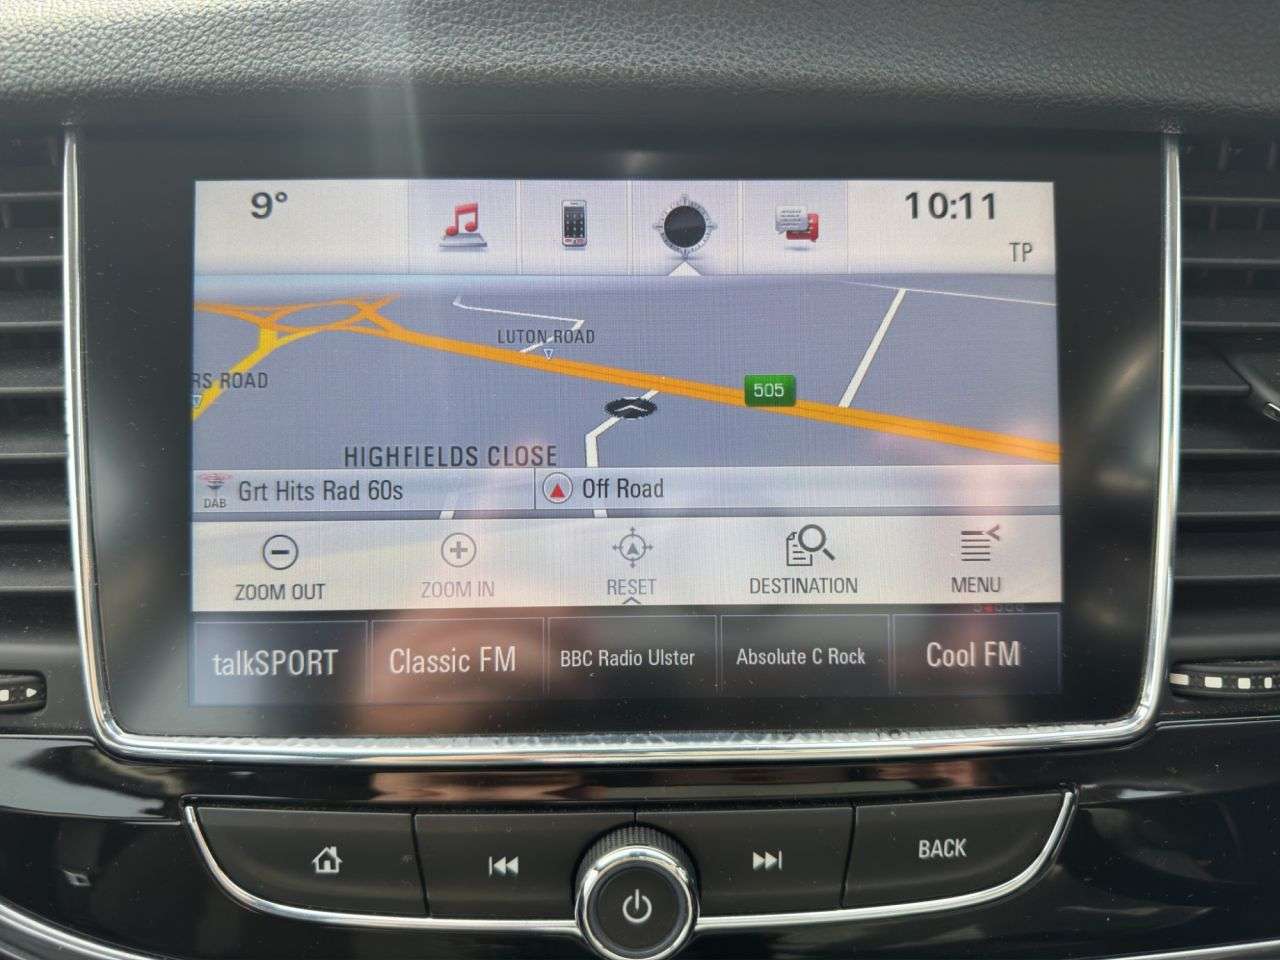 9°
10:11
TP
LUTON ROAD
RS ROAD
505
HIGHFIELDS CLOSE
DAB
Grt Hits Rad 60s
Off Road
ZOOM OUT
ZOOM IN
RESET
DESTINATION
MENU
talkSPORT
Classic FM
BBC Radio Ulster
Absolute C Rock
Cool FM
BACK